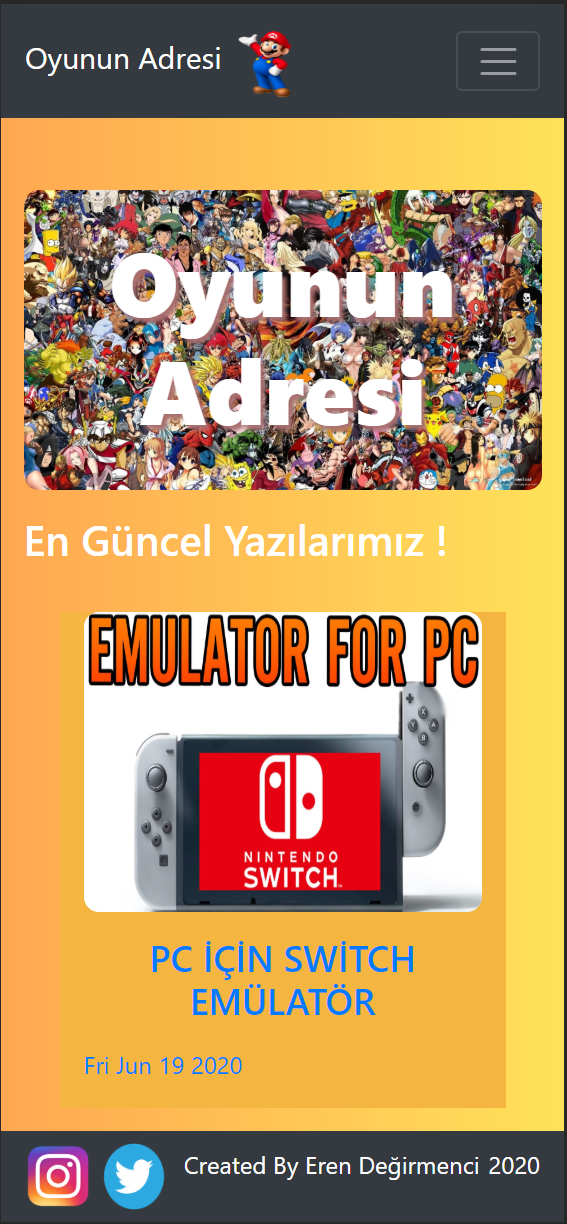 Oyunun Adresi
Oyunun
Adresi
En Güncel Yazılarımız !
EMULATOR FOR PC
X
Y A
B
NINTENDO
SWITCH
PC İÇİN SWİTCH
EMÜLATÖR
Fri Jun 19 2020
Created By Eren Değirmenci 2020